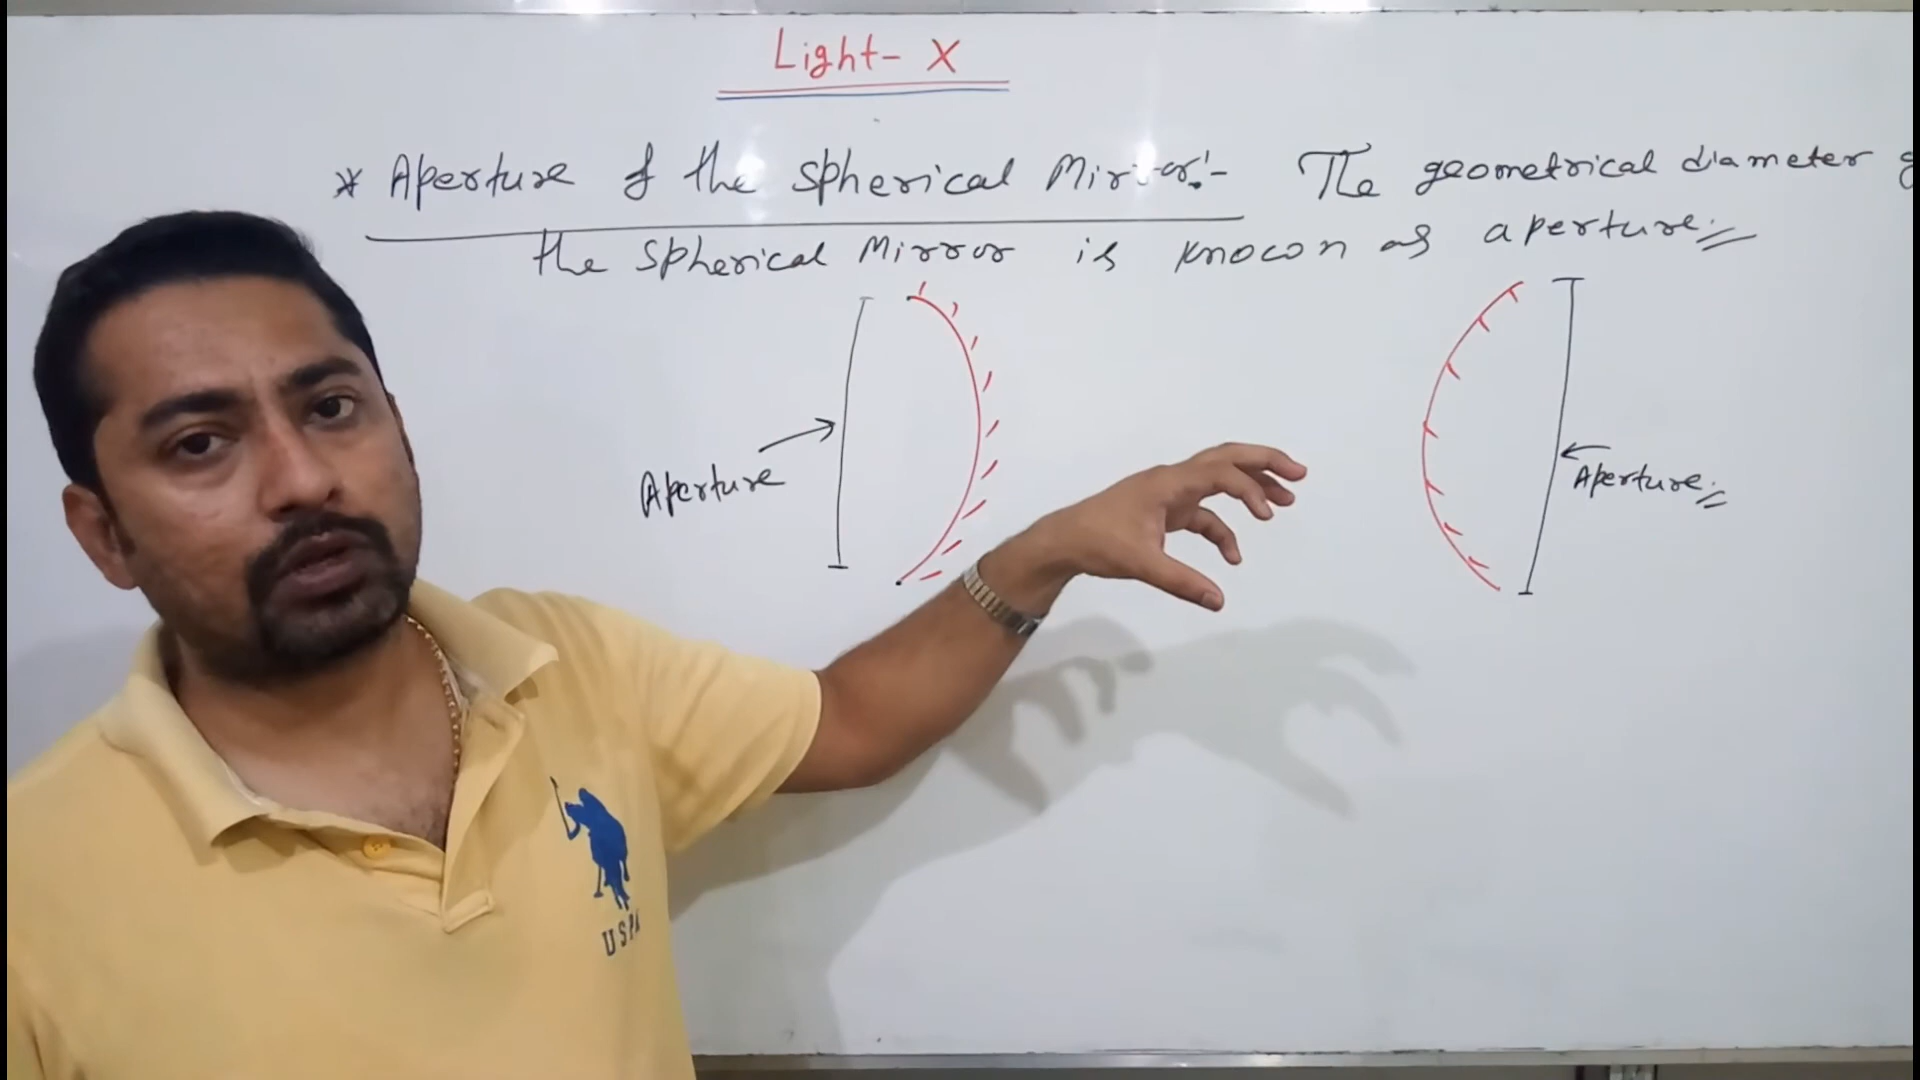 Light- X
* Aperture of the spherical Mirror:- The geometrical diameter
the spherical Mirror is known as aperture.
Aperture
Aperture.
USPA